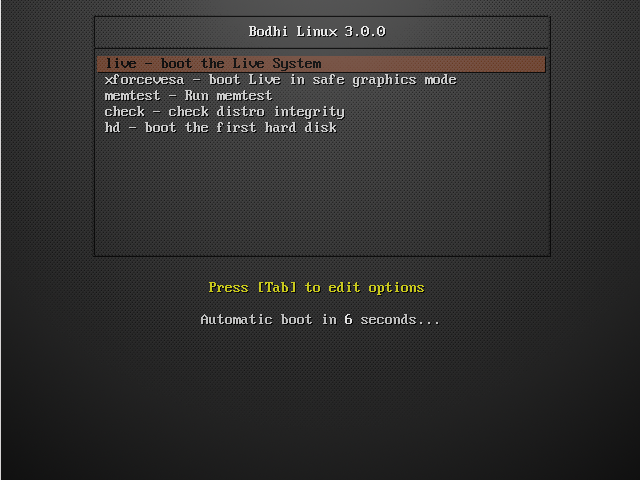 Bodhi Linux 3.0.0
live - boot the Live System
xforcevesa - boot Live in safe graphics mode
memtest - Run memtest
check - check distro integrity
hd - boot the first hard disk
Press [Tab] to edit options
Automatic boot in 6 seconds...